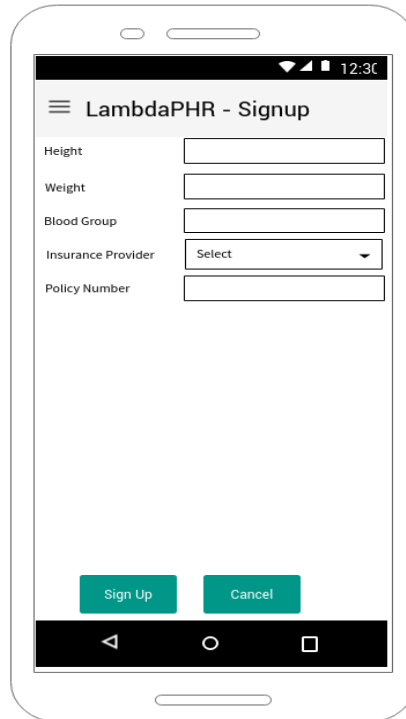 12:30
LambdaPHR - Signup
Height
Weight
Blood Group
Insurance Provider Select
Policy Number
Sign Up Cancel